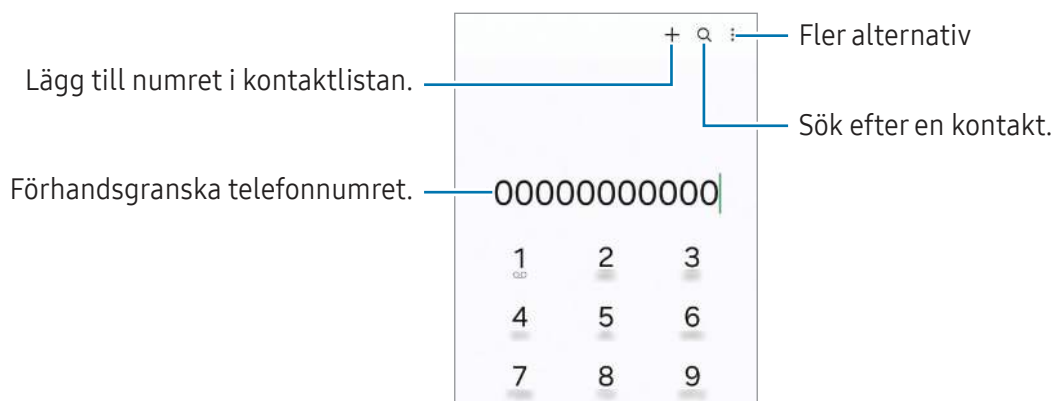 Fler alternativ
Lägg till numret i kontaktlistan.
Sök efter en kontakt.
Förhandsgranska telefonnumret.
00000000000
1 2 3
4 5 6
7 8 9